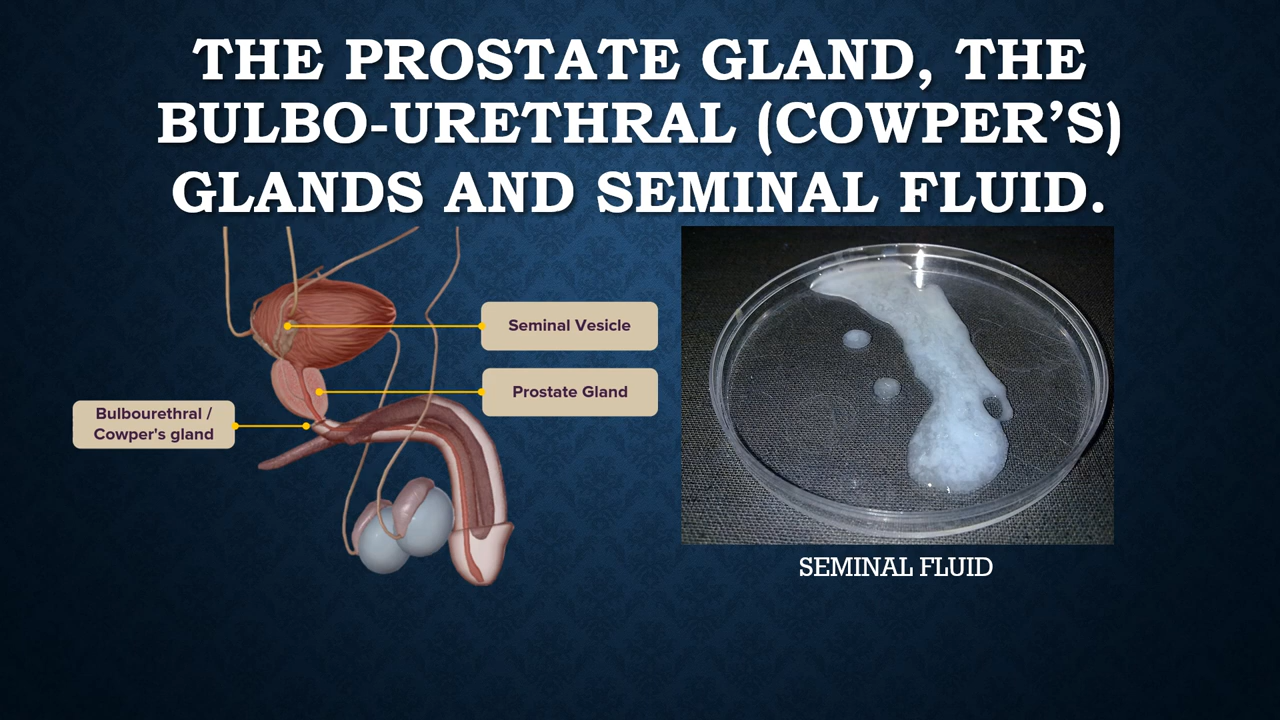 THE PROSTATE GLAND, THE
BULBO-URETHRAL (COWPER’S)
GLANDS AND SEMINAL FLUID.
Seminal Vesicle
Prostate Gland
Bulbourethral /
Cowper's gland
SEMINAL FLUID